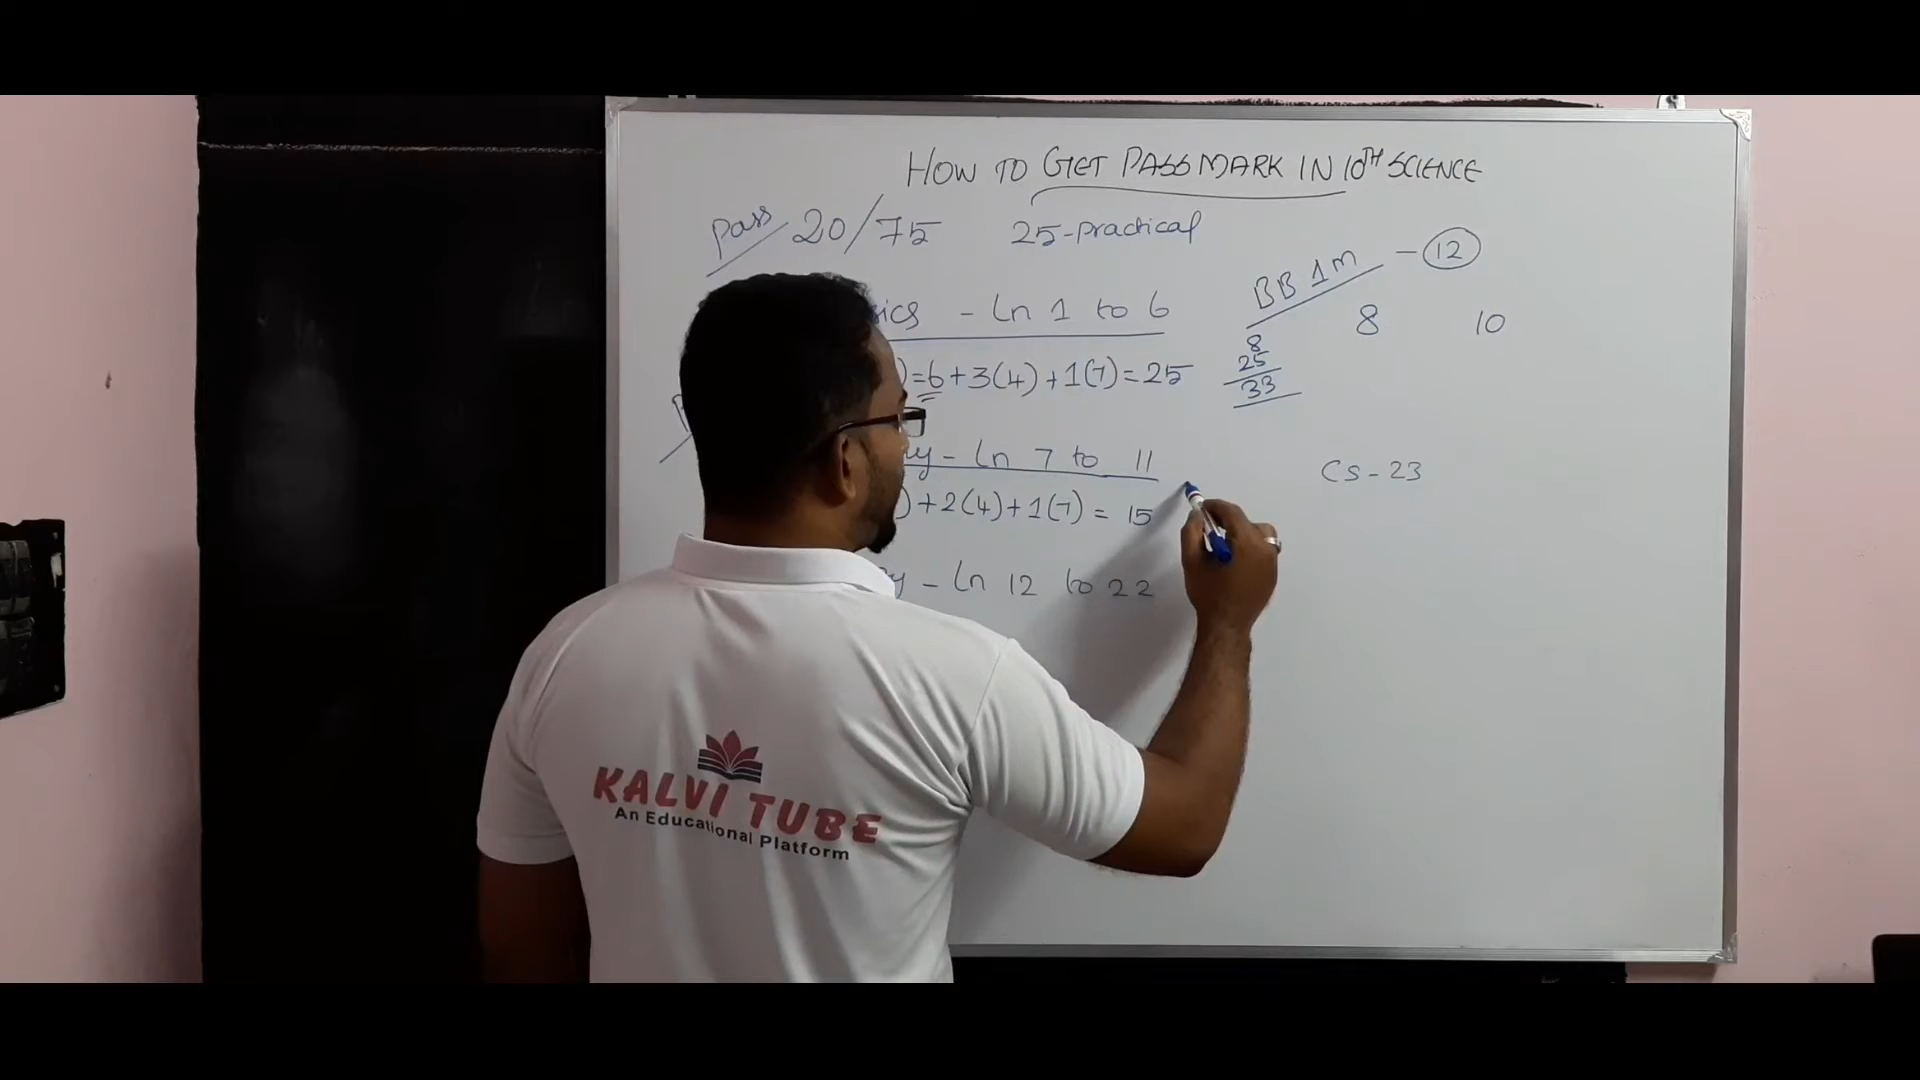 HOW TO GET PASS MARK IN 10TH SCIENCE
Pass 20/75 25-Practical
BB 1m - 12
sics - Ln 1 to 6
8 10
8
25
33
)=6+3(4)+1(7)=25
y - Ln 7 to 11
CS-23
)+2(4)+1(7) = 15
y - Ln 12 to 22
KALVI TUBE
An Educational Platform